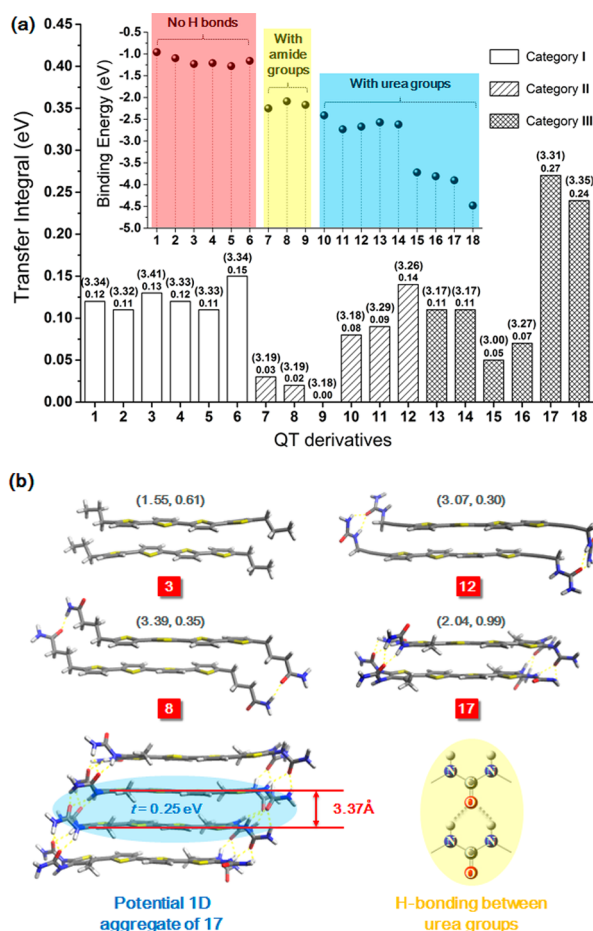 (a)
0.45
0.40
0.35
0.30
0.25
0.20
0.15
0.10
0.05
0.00
Transfer Integral (eV)
-0.5
-1.0
-1.5
-2.0
-2.5
-3.0
-3.5
-4.0
-4.5
-5.0
Binding Energy (eV)
No H bonds
With
amide
groups
With urea groups
1 2 3 4 5 6 7 8 9 10 11 12 13 14 15 16 17 18
Category I
Category II
Category III
(3.34)
0.12
(3.32)
0.11
(3.41)
0.13
(3.33)
0.12
(3.33)
0.11
(3.34)
0.15
(3.19)
0.03
(3.19)
0.02
(3.18)
0.00
(3.18)
0.08
(3.29)
0.09
(3.26)
0.14
(3.17)
0.11
(3.17)
0.11
(3.00)
0.05
(3.27)
0.07
(3.31)
0.27
(3.35)
0.24
1 2 3 4 5 6 7 8 9 10 11 12 13 14 15 16 17 18
QT derivatives
(b)
(1.55, 0.61)
3
(3.07, 0.30)
12
(3.39, 0.35)
8
(2.04, 0.99)
17
t = 0.25 eV
3.37Å
Potential 1D
aggregate of 17
N N
C
O
N N
C
O
H-bonding between
urea groups